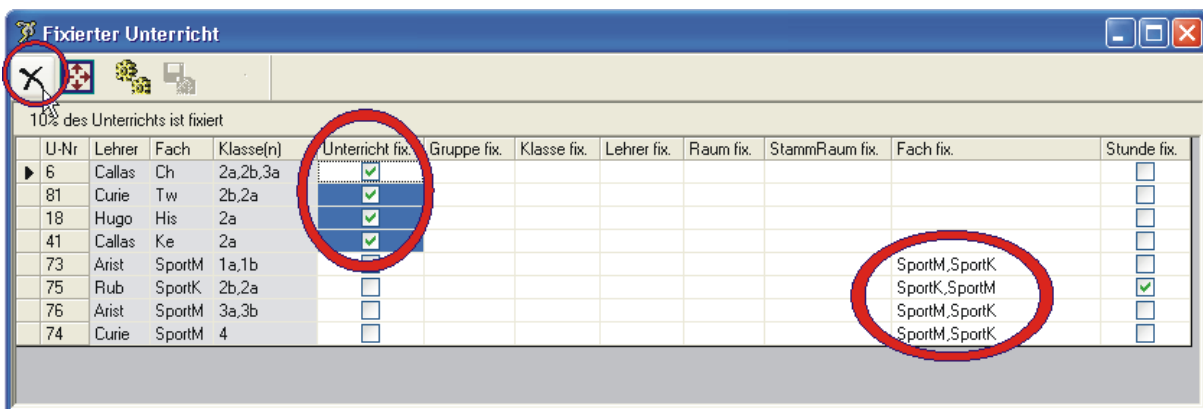 Fixierter Unterricht
10% des Unterrichts ist fixiert
U-Nr Lehrer Fach Klasse(n) Unterricht fix. Gruppe fix. Klasse fix. Lehrer fix. Raum fix. StammRaum fix. Fach fix. Stunde fix.
6 Callas Ch 2a,2b,3a
81 Curie Tw 2b,2a
18 Hugo His 2a
41 Callas Ke 2a
73 Arist SportM 1a,1b SportM,SportK
75 Rub SportK 2b,2a SportK,SportM
76 Arist SportM 3a,3b SportM,SportK
74 Curie SportM 4 SportM,SportK